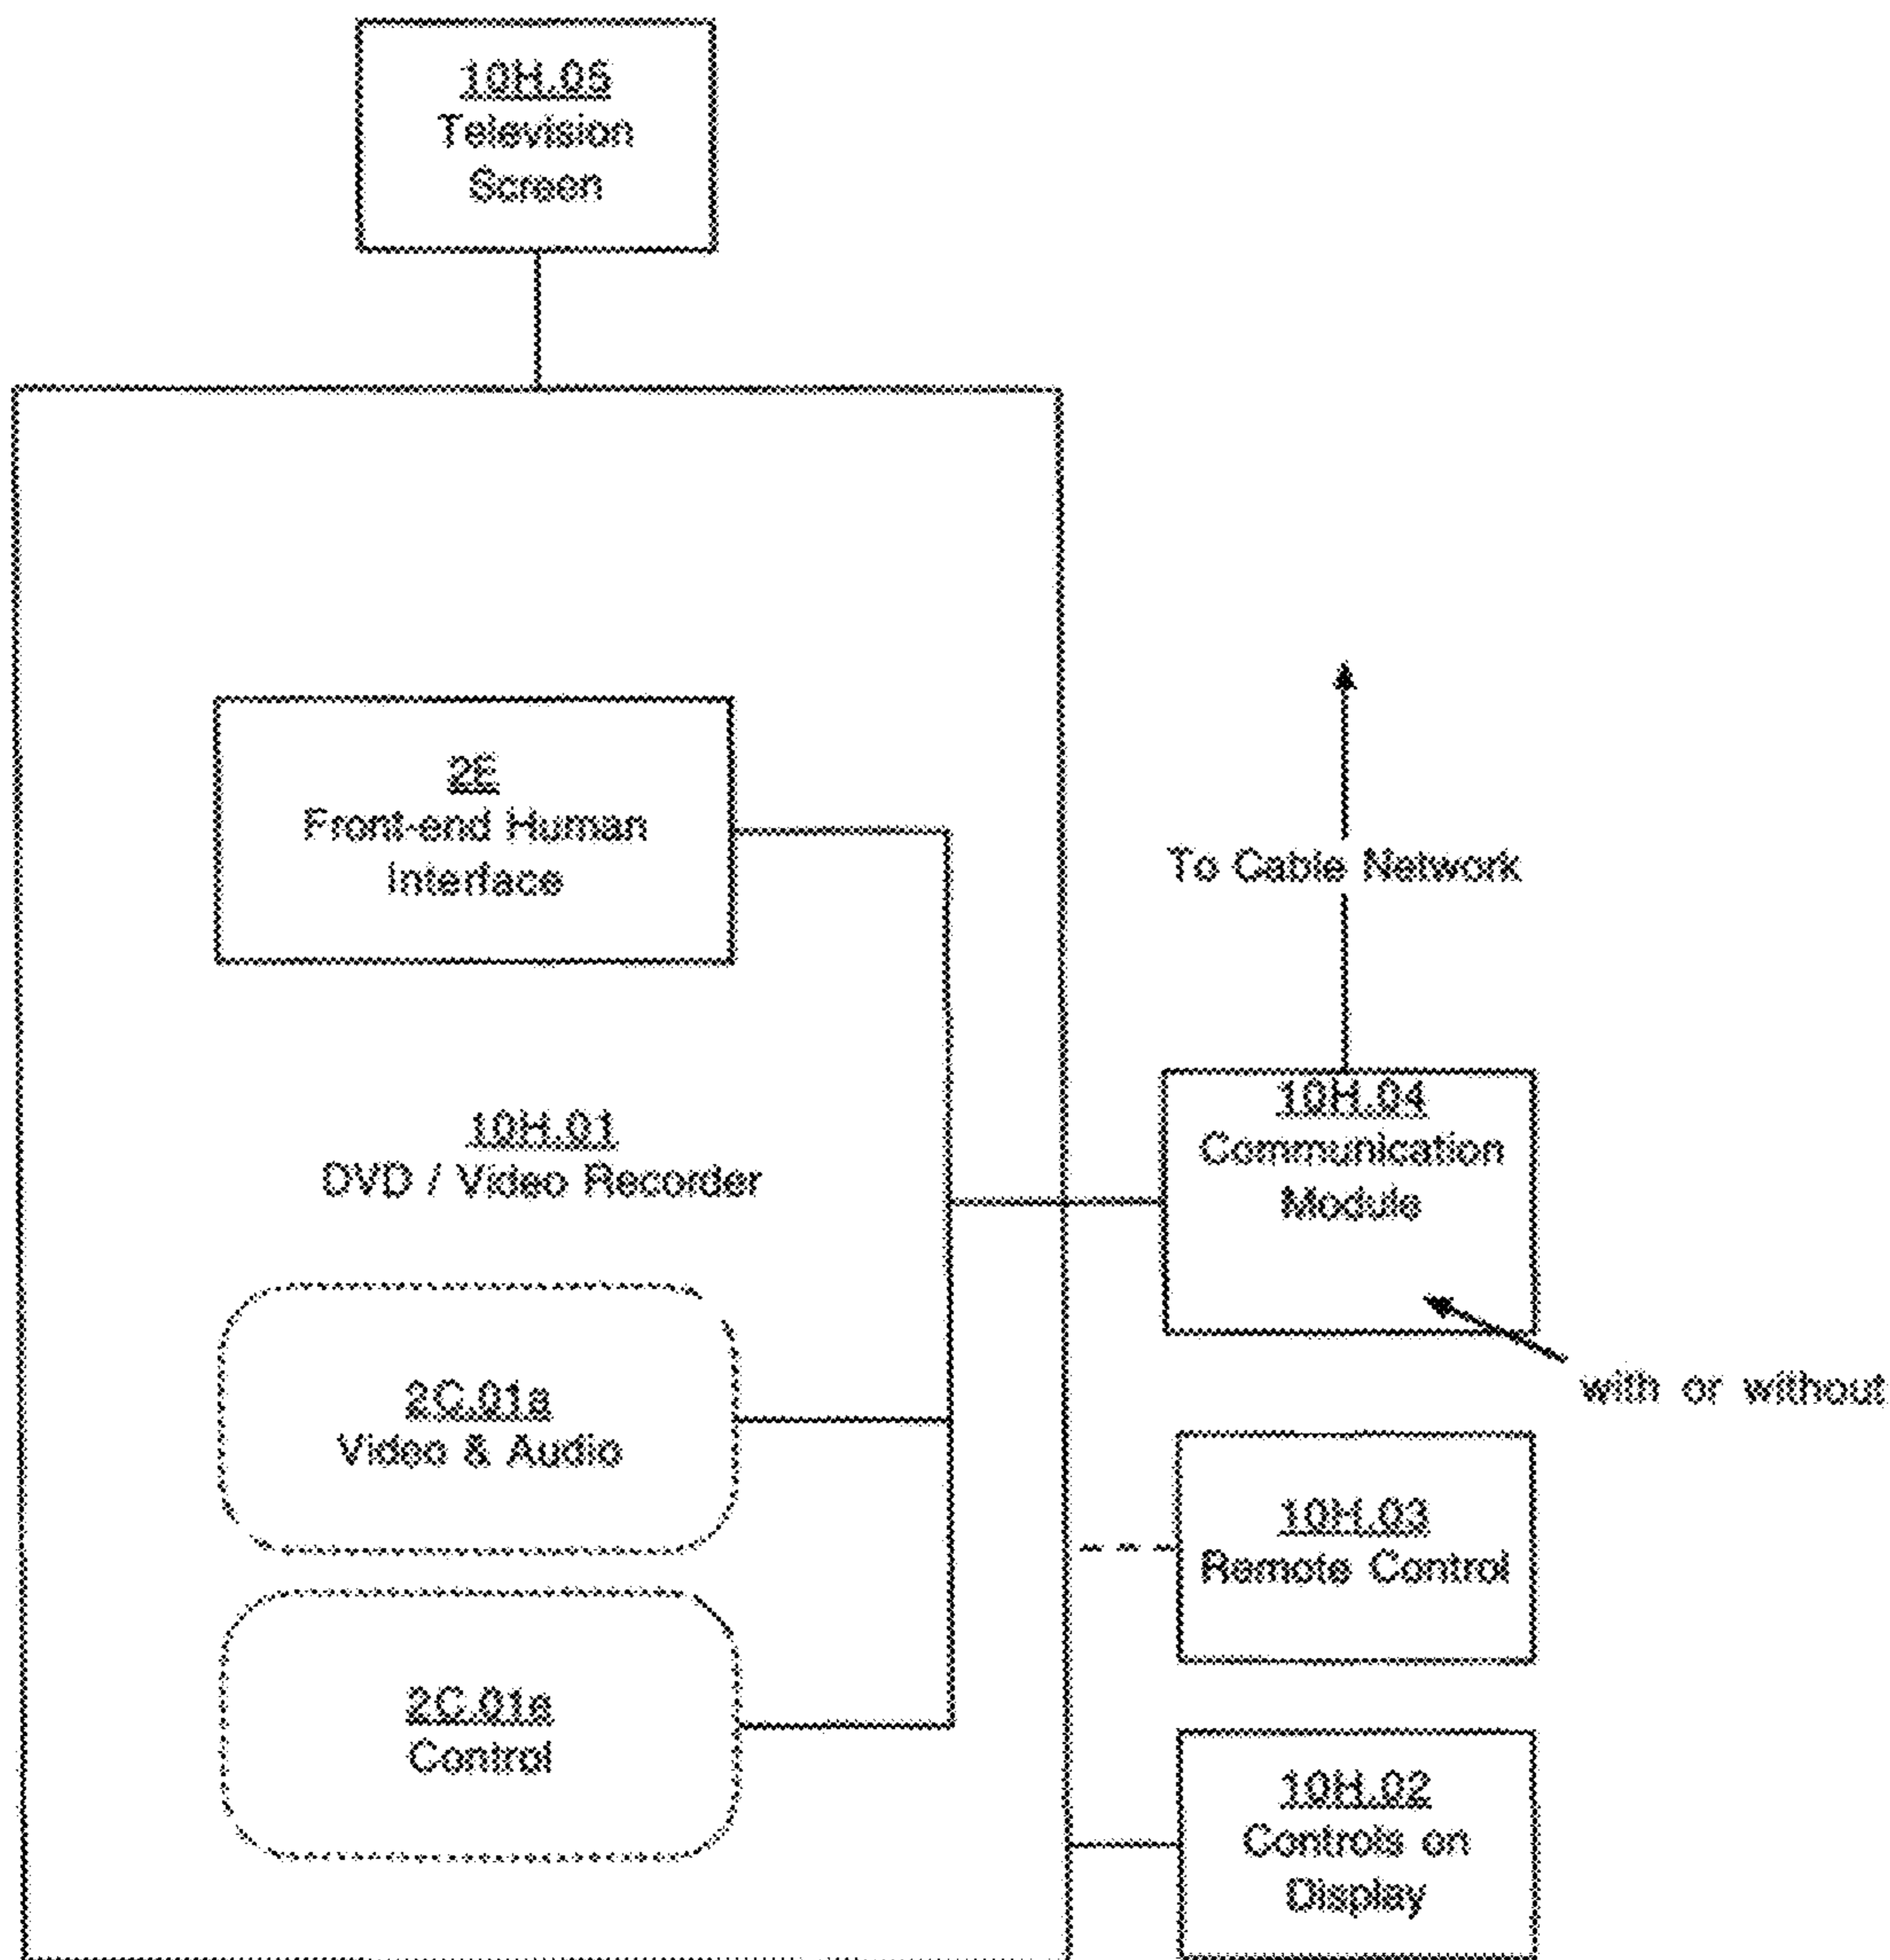 10H.05
Television
Screen
2E
Front-end Human
Interface
To Cable Network
10H.01
DVD / Video Recorder
10H.04
Communication
Module
with or without
2C.01a
Video & Audio
10H.03
Remote Control
2C.01a
Control
10H.02
Controls on
Display